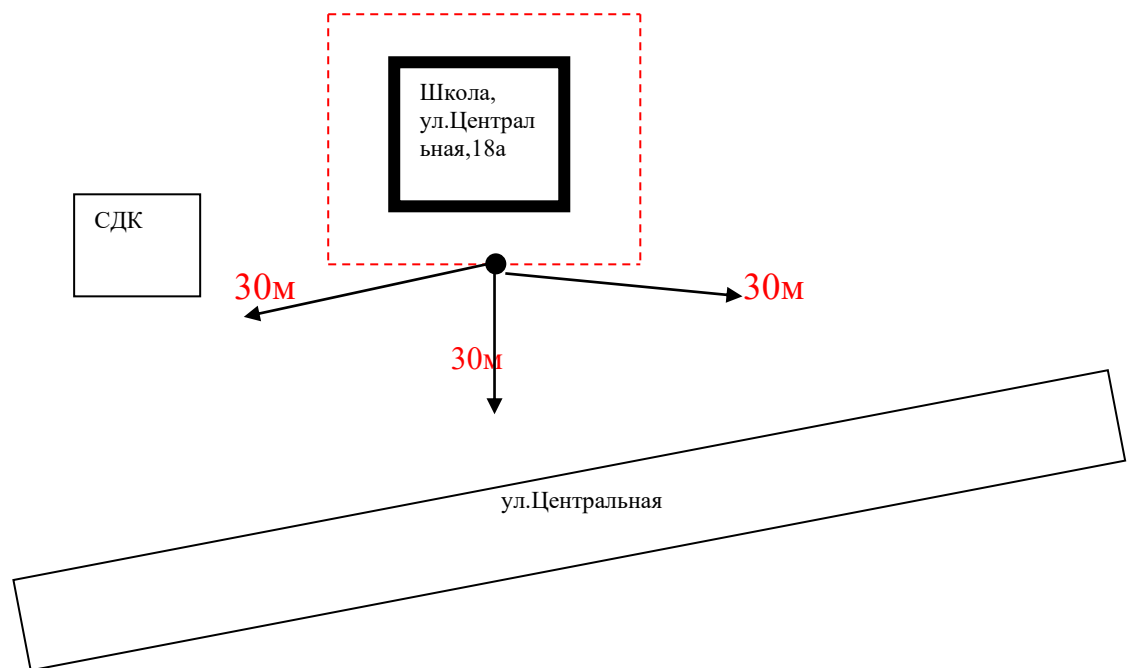 Школа,
ул.Централ
ьная,18а
СДК
30м
30м
30м
ул.Центральная